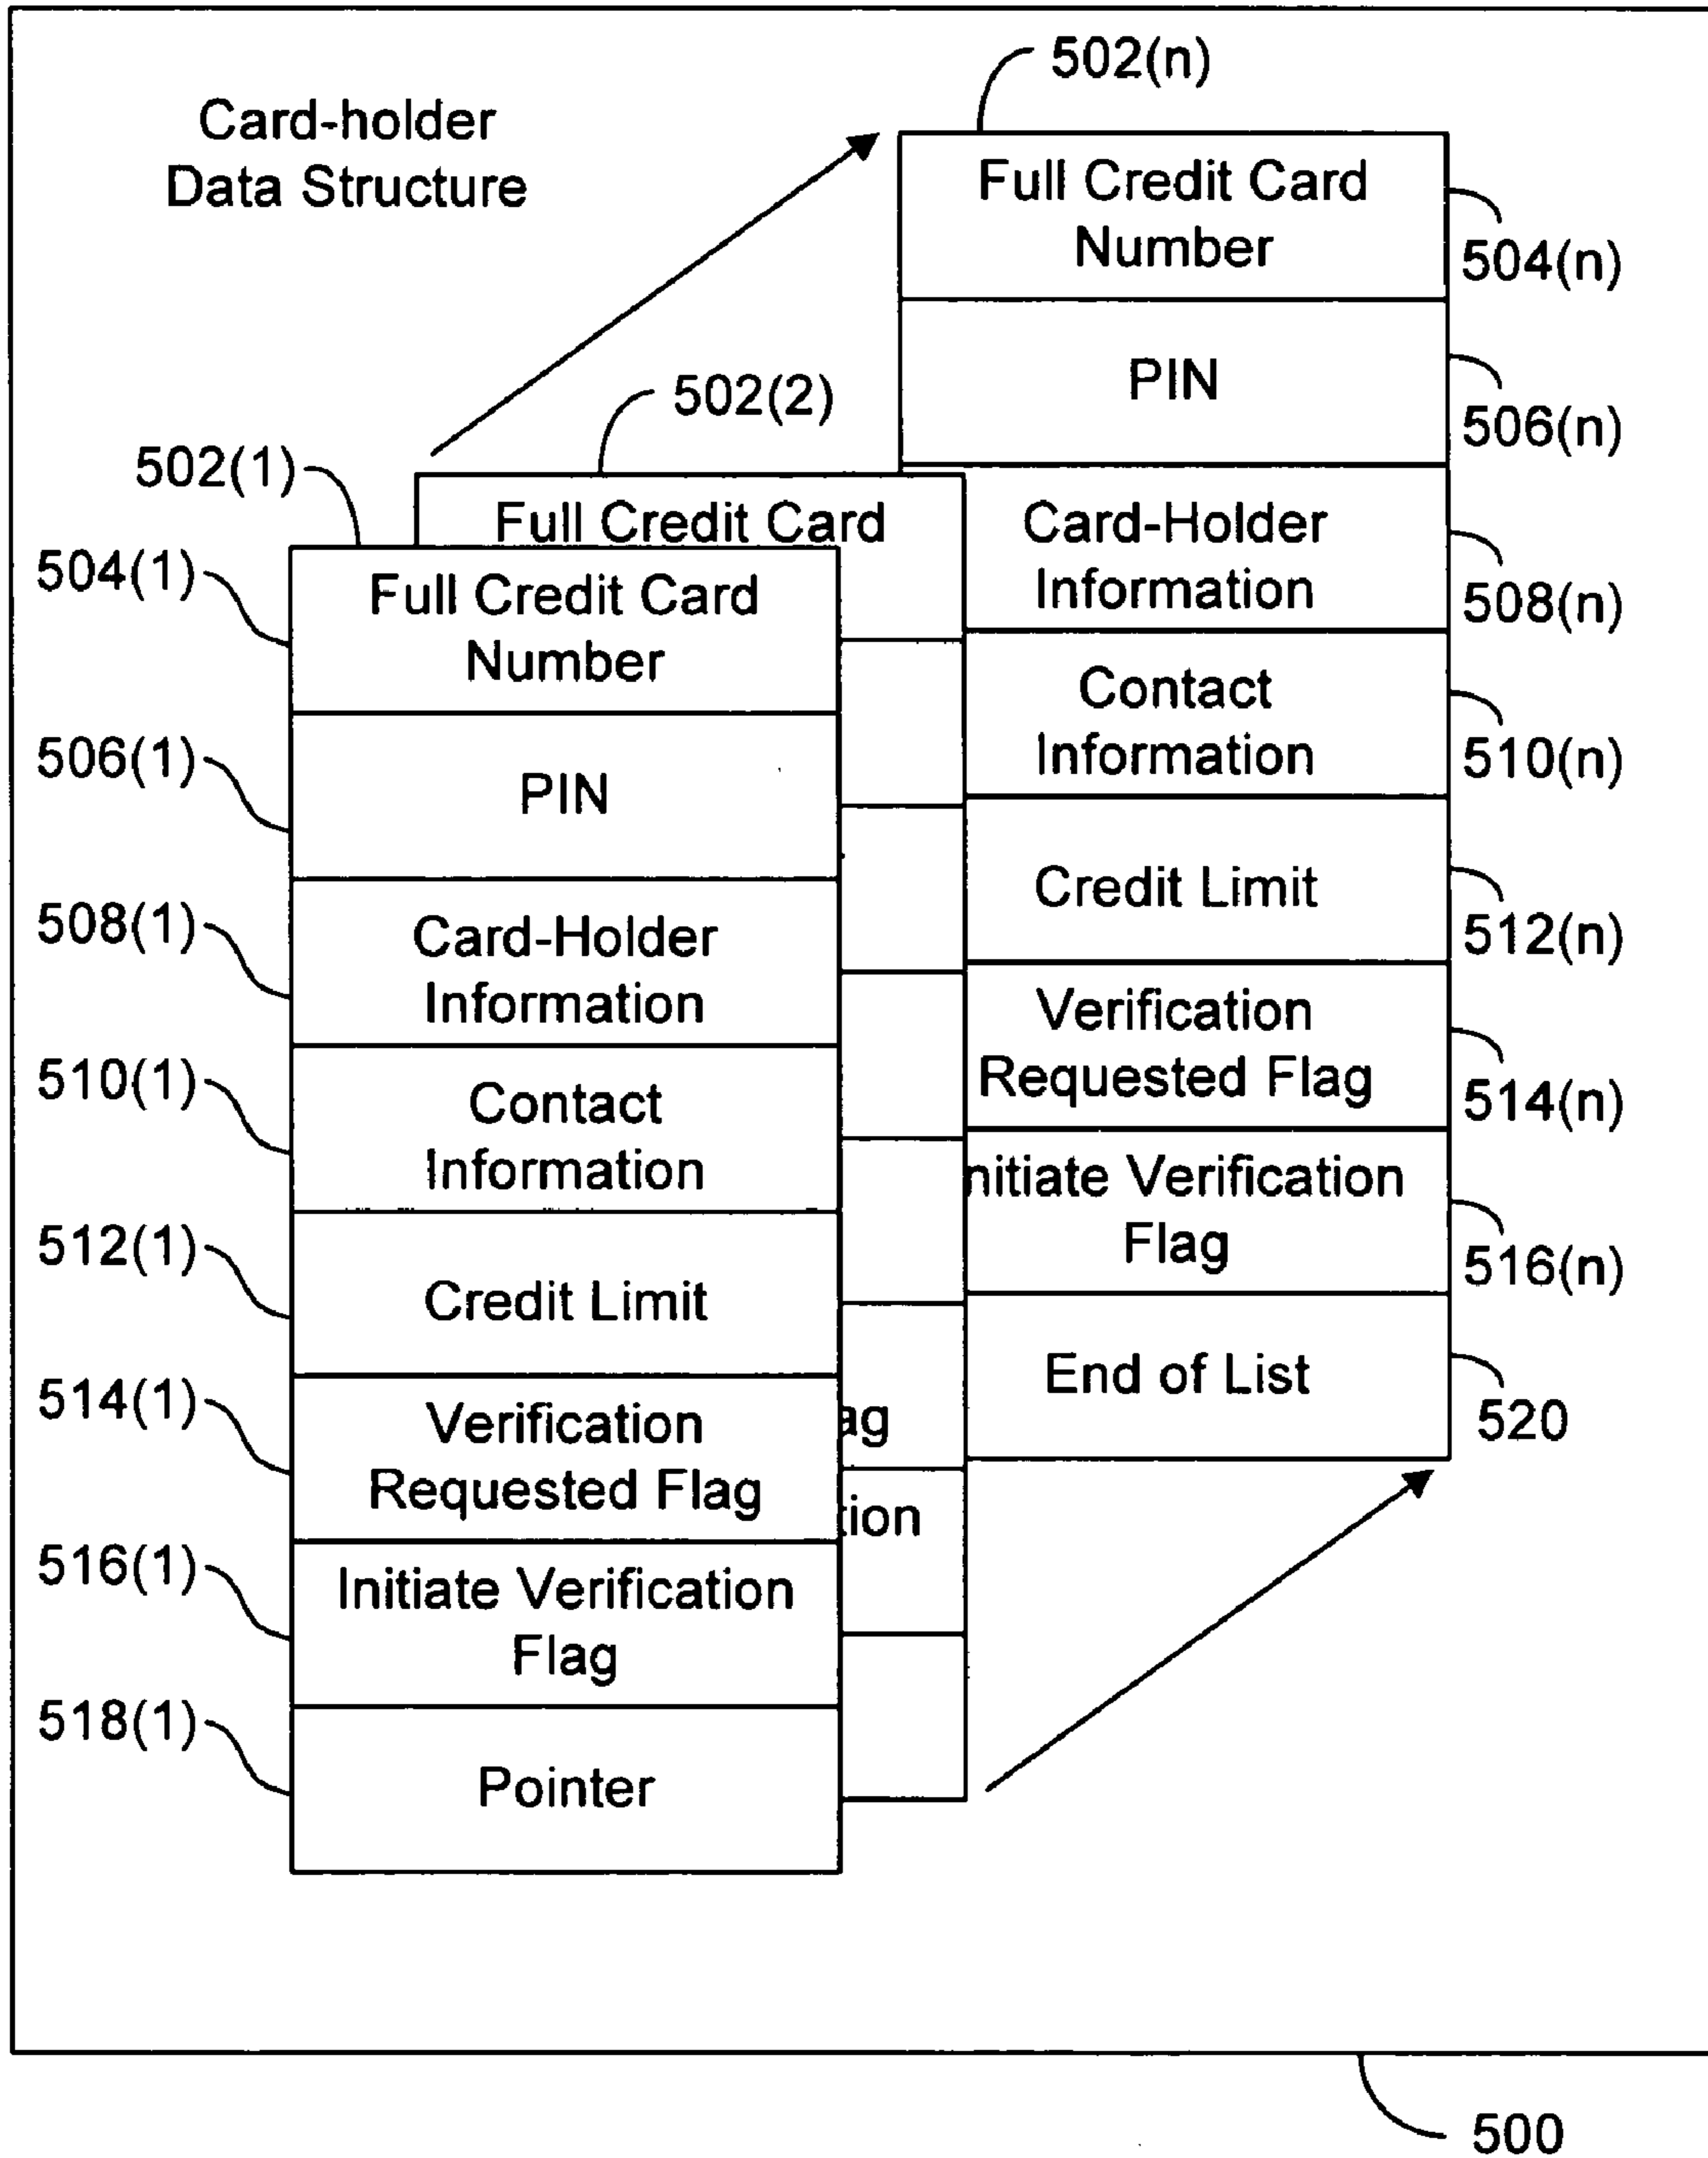 Card-holder
Data Structure
502(n)
Full Credit Card
Number
504(n)
PIN
506(n)
502(2)
Full Credit Card
502(1)
Card-Holder
Information
508(n)
504(1)
Full Credit Card
Number
Contact
Information
510(n)
506(1)
PIN
Credit Limit
512(n)
508(1)
Card-Holder
Information
Verification
Requested Flag
514(n)
510(1)
Contact
Information
nitiate Verification
Flag
516(n)
512(1)
Credit Limit
End of List
520
514(1)
Verification
Requested Flag
ag
tion
516(1)
Initiate Verification
Flag
518(1)
Pointer
500